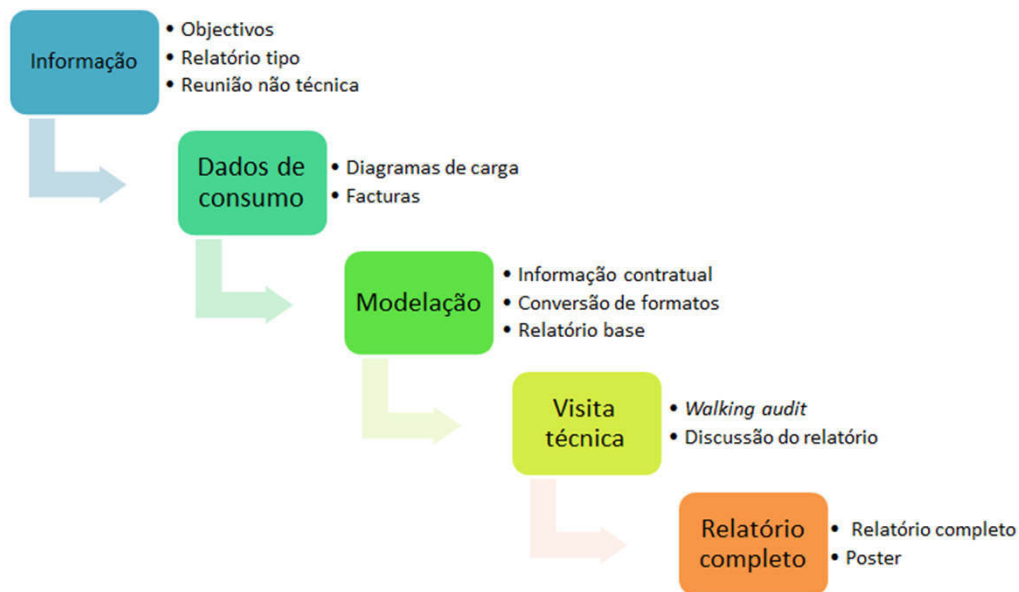 Informação
• Objectivos
• Relatório tipo
• Reunião não técnica
Dados de
consumo
• Diagramas de carga
• Facturas
Modelação
• Informação contratual
• Conversão de formatos
• Relatório base
Visita
técnica
• Walking audit
• Discussão do relatório
Relatório
completo
• Relatório completo
• Poster